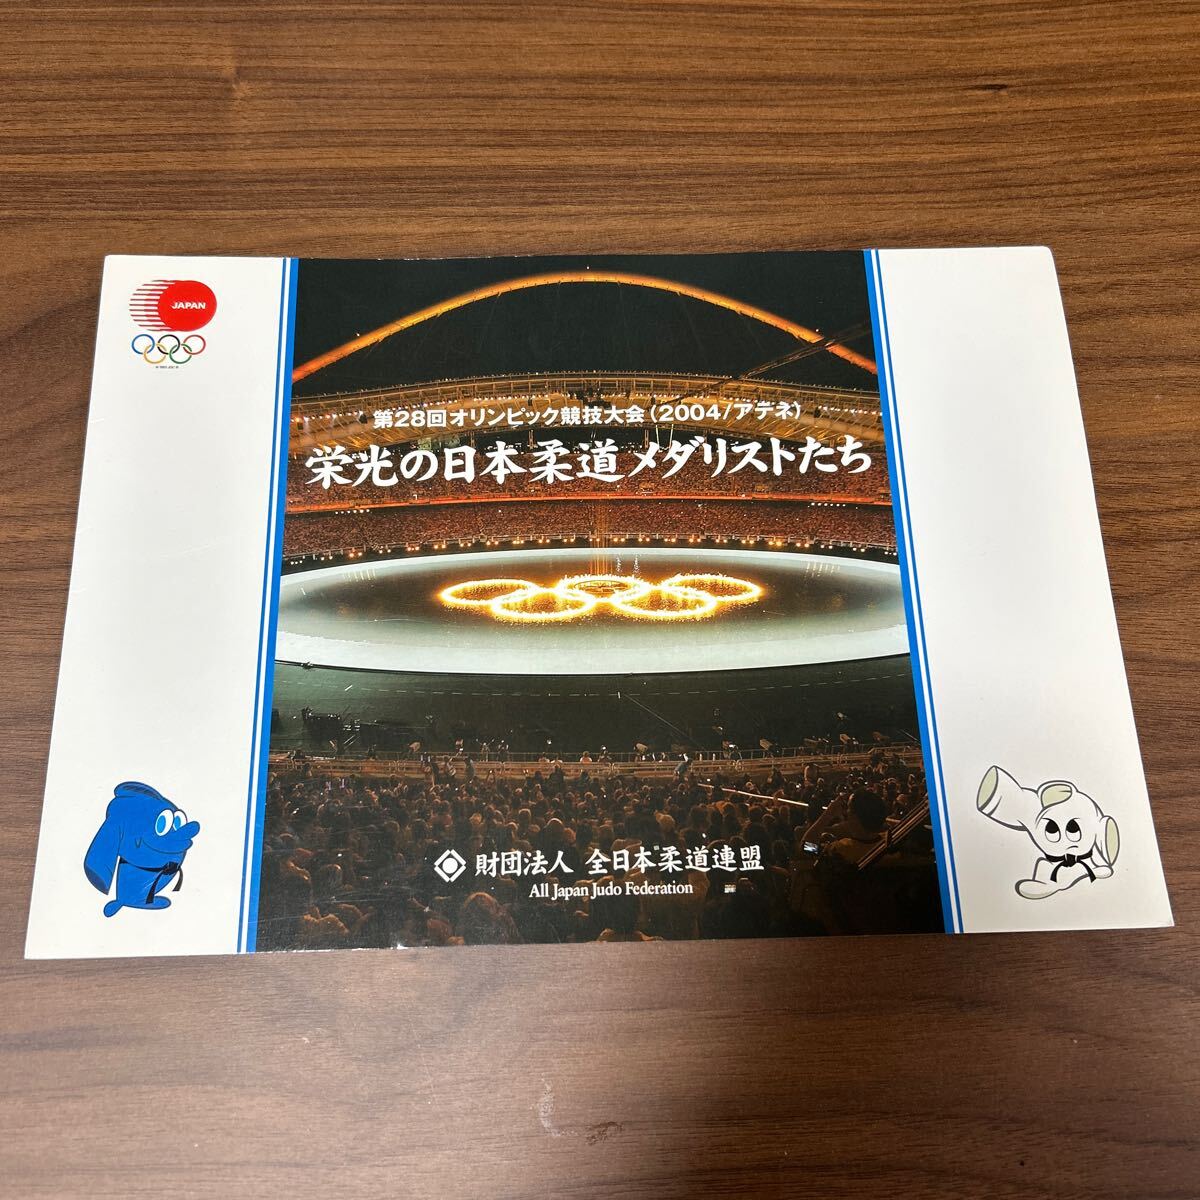 JAPAN
第28回オリンピック競技大会(2004/アテネ)
栄光の日本柔道メダリストたち
財団法人 全日本柔道連盟
All Japan Judo Federation